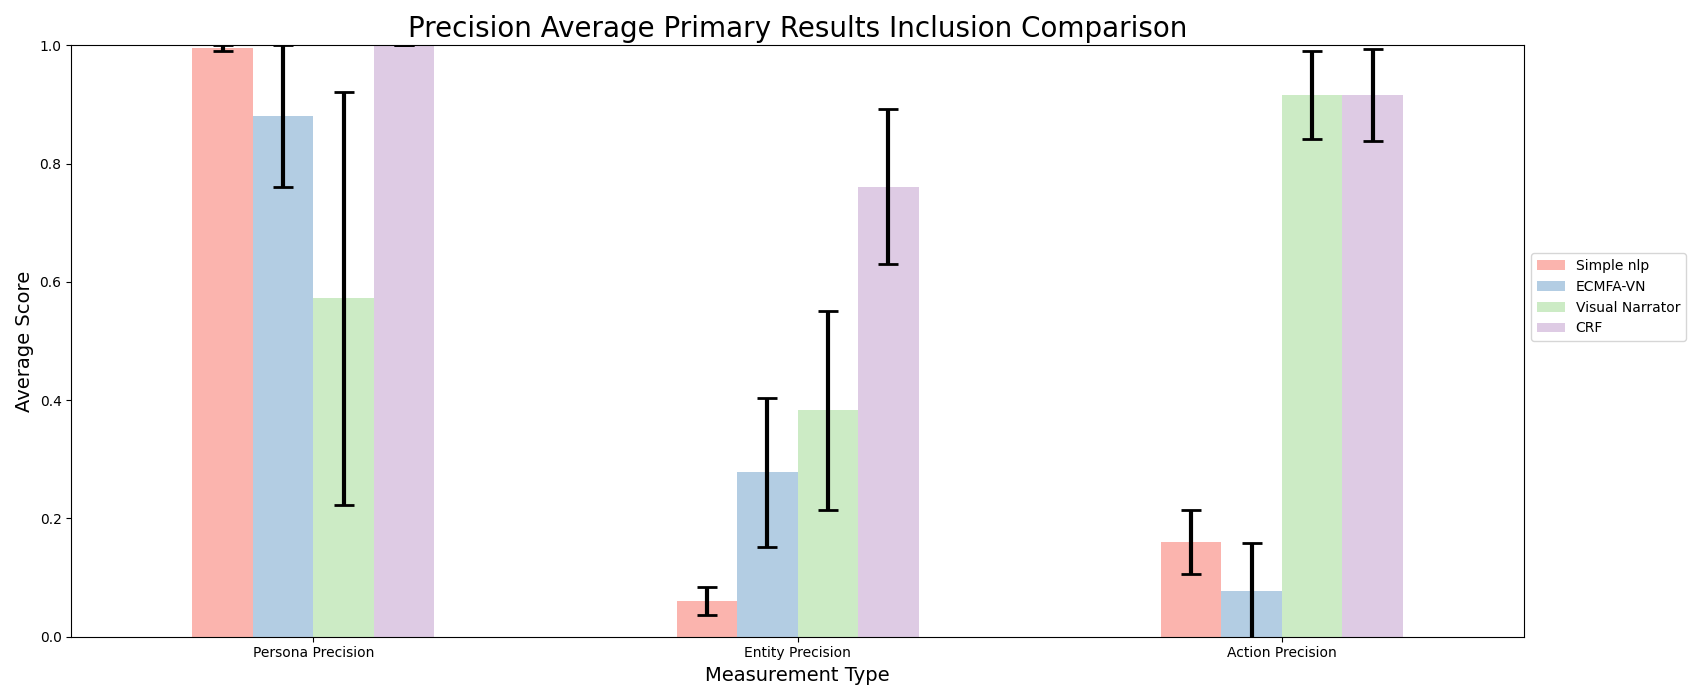 Precision Average Primary Results Inclusion Comparison
Average Score
1.0
0.8
0.6
0.4
0.2
0.0
Persona Precision
Entity Precision
Action Precision
Measurement Type
Simple nlp
ECMFA-VN
Visual Narrator
CRF